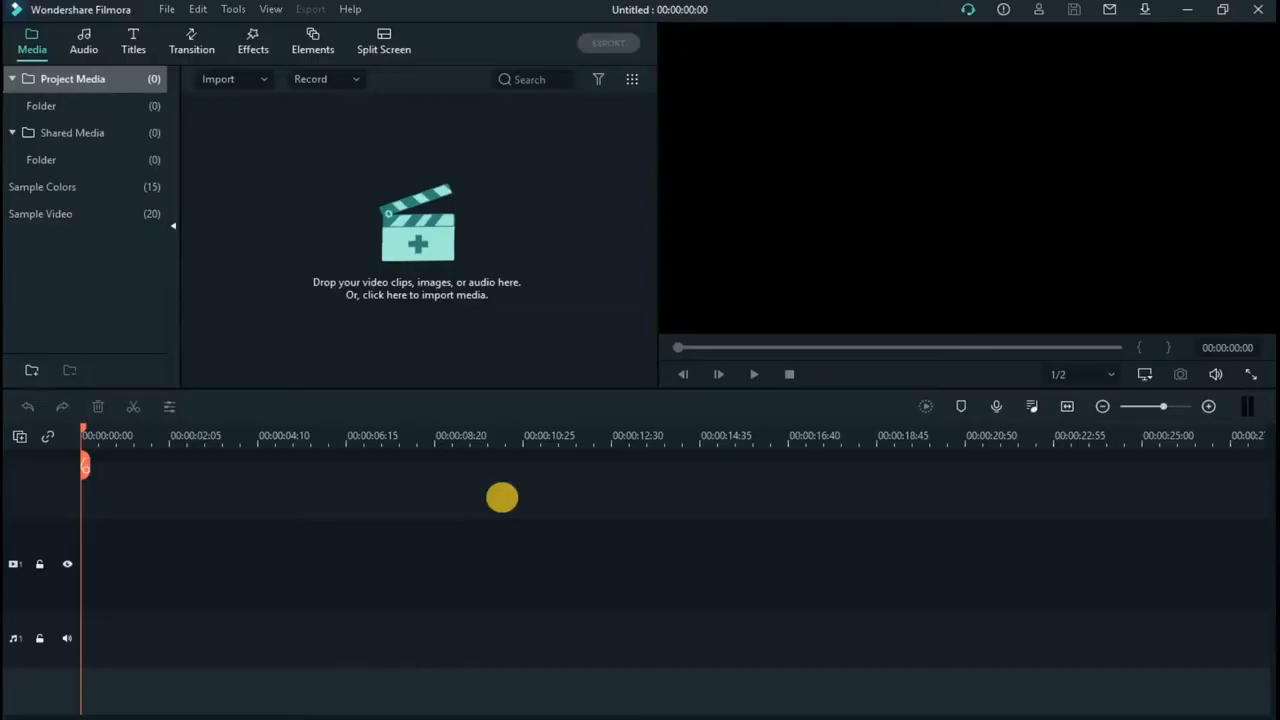 Wondershare Filmora
File Edit Tools View Export Help
Untitled : 00:00:00:00
Media Audio Titles Transition Effects Elements Split Screen
EXPORT
Project Media (0)
Folder (0)
Shared Media (0)
Folder (0)
Sample Colors (15)
Sample Video (20)
Import Record Search
Drop your video clips, images, or audio here.
Or, click here to import media.
{ } 00:00:00:00
1/2
00:00:00:00 00:00:02:05 00:00:04:10 00:00:06:15 00:00:08:20 00:00:10:25 00:00:12:30 00:00:14:35 00:00:16:40 00:00:18:45 00:00:20:50 00:00:22:55 00:00:25:00
1
1